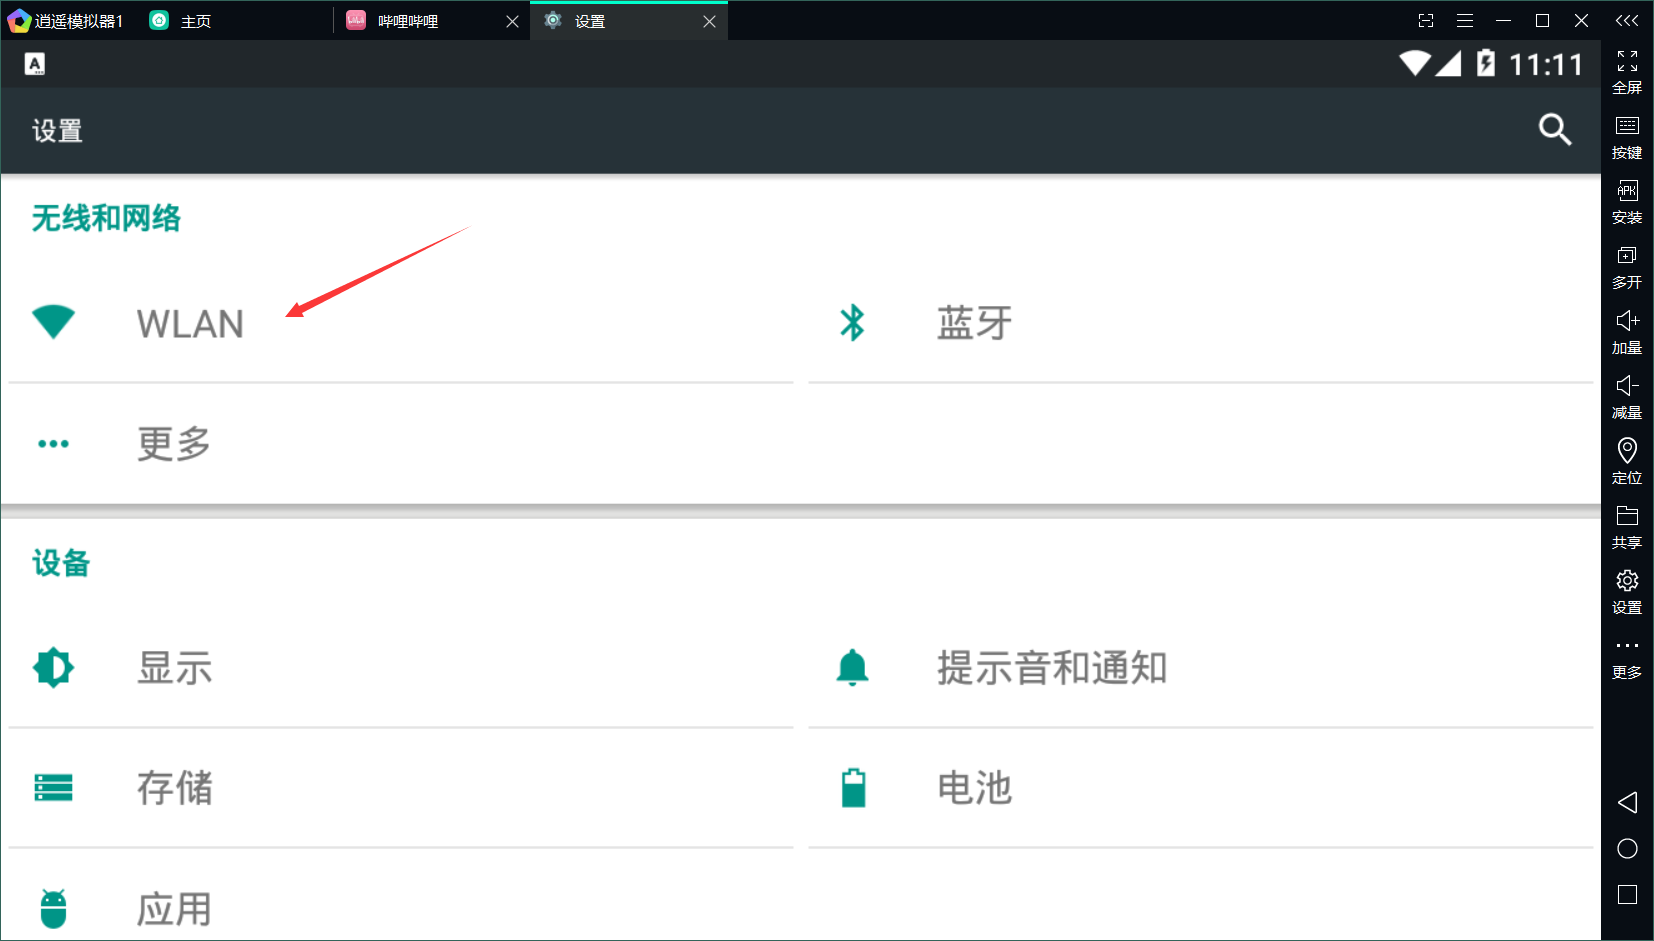 逍遥模拟器1
主页
哔哩哔哩
设置
A
11:11
设置
无线和网络
WLAN
蓝牙
更多
设备
显示
提示音和通知
存储
电池
应用
全屏
按键
APK
安装
多开
加量
减量
定位
共享
设置
更多